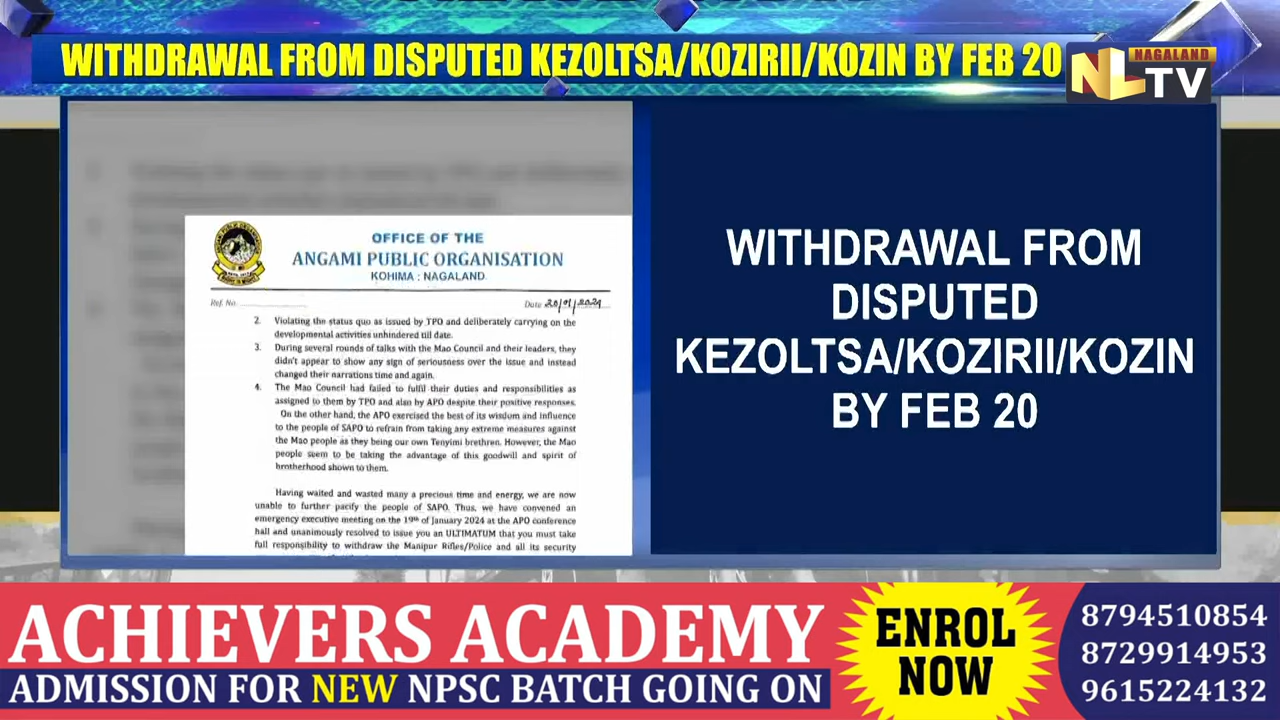 WITHDRAWAL FROM DISPUTED KEZOLTSA/KOZIRII/KOZIN BY FEB 20
NAGALAND
NLTV
OFFICE OF THE
ANGAMI PUBLIC ORGANISATION
KOHIMA : NAGALAND
Ref. No.
Date 20/01/2024
2. Violating the status quo as issued by TPO and deliberately carrying on the
developmental activities unhindered till date.
3. During several rounds of talks with the Mao Council and their leaders, they
didn't appear to show any sign of seriousness over the issue and instead
changed their narrations time and again.
4. The Mao Council had failed to fulfil their duties and responsibilities as
assigned to them by TPO and also by APO despite their positive responses.
On the other hand, the APO exercised the best of its wisdom and influence
to the people of SAPO to refrain from taking any extreme measures against
the Mao people as they being our own Tenyimi brethren. However, the Mao
people seem to be taking the advantage of this goodwill and spirit of
brotherhood shown to them.
Having waited and wasted many a precious time and energy, we are now
unable to further pacify the people of SAPO. Thus, we have convened an
emergency executive meeting on the 19th of January 2024 at the APO conference
hall and unanimously resolved to issue you an ULTIMATUM that you must take
full responsibility to withdraw the Manipur Rifles/Police and all its security
WITHDRAWAL FROM
DISPUTED
KEZOLTSA/KOZIRII/KOZIN
BY FEB 20
ACHIEVERS ACADEMY
ADMISSION FOR NEW NPSC BATCH GOING ON
ENROL
NOW
8794510854
8729914953
9615224132